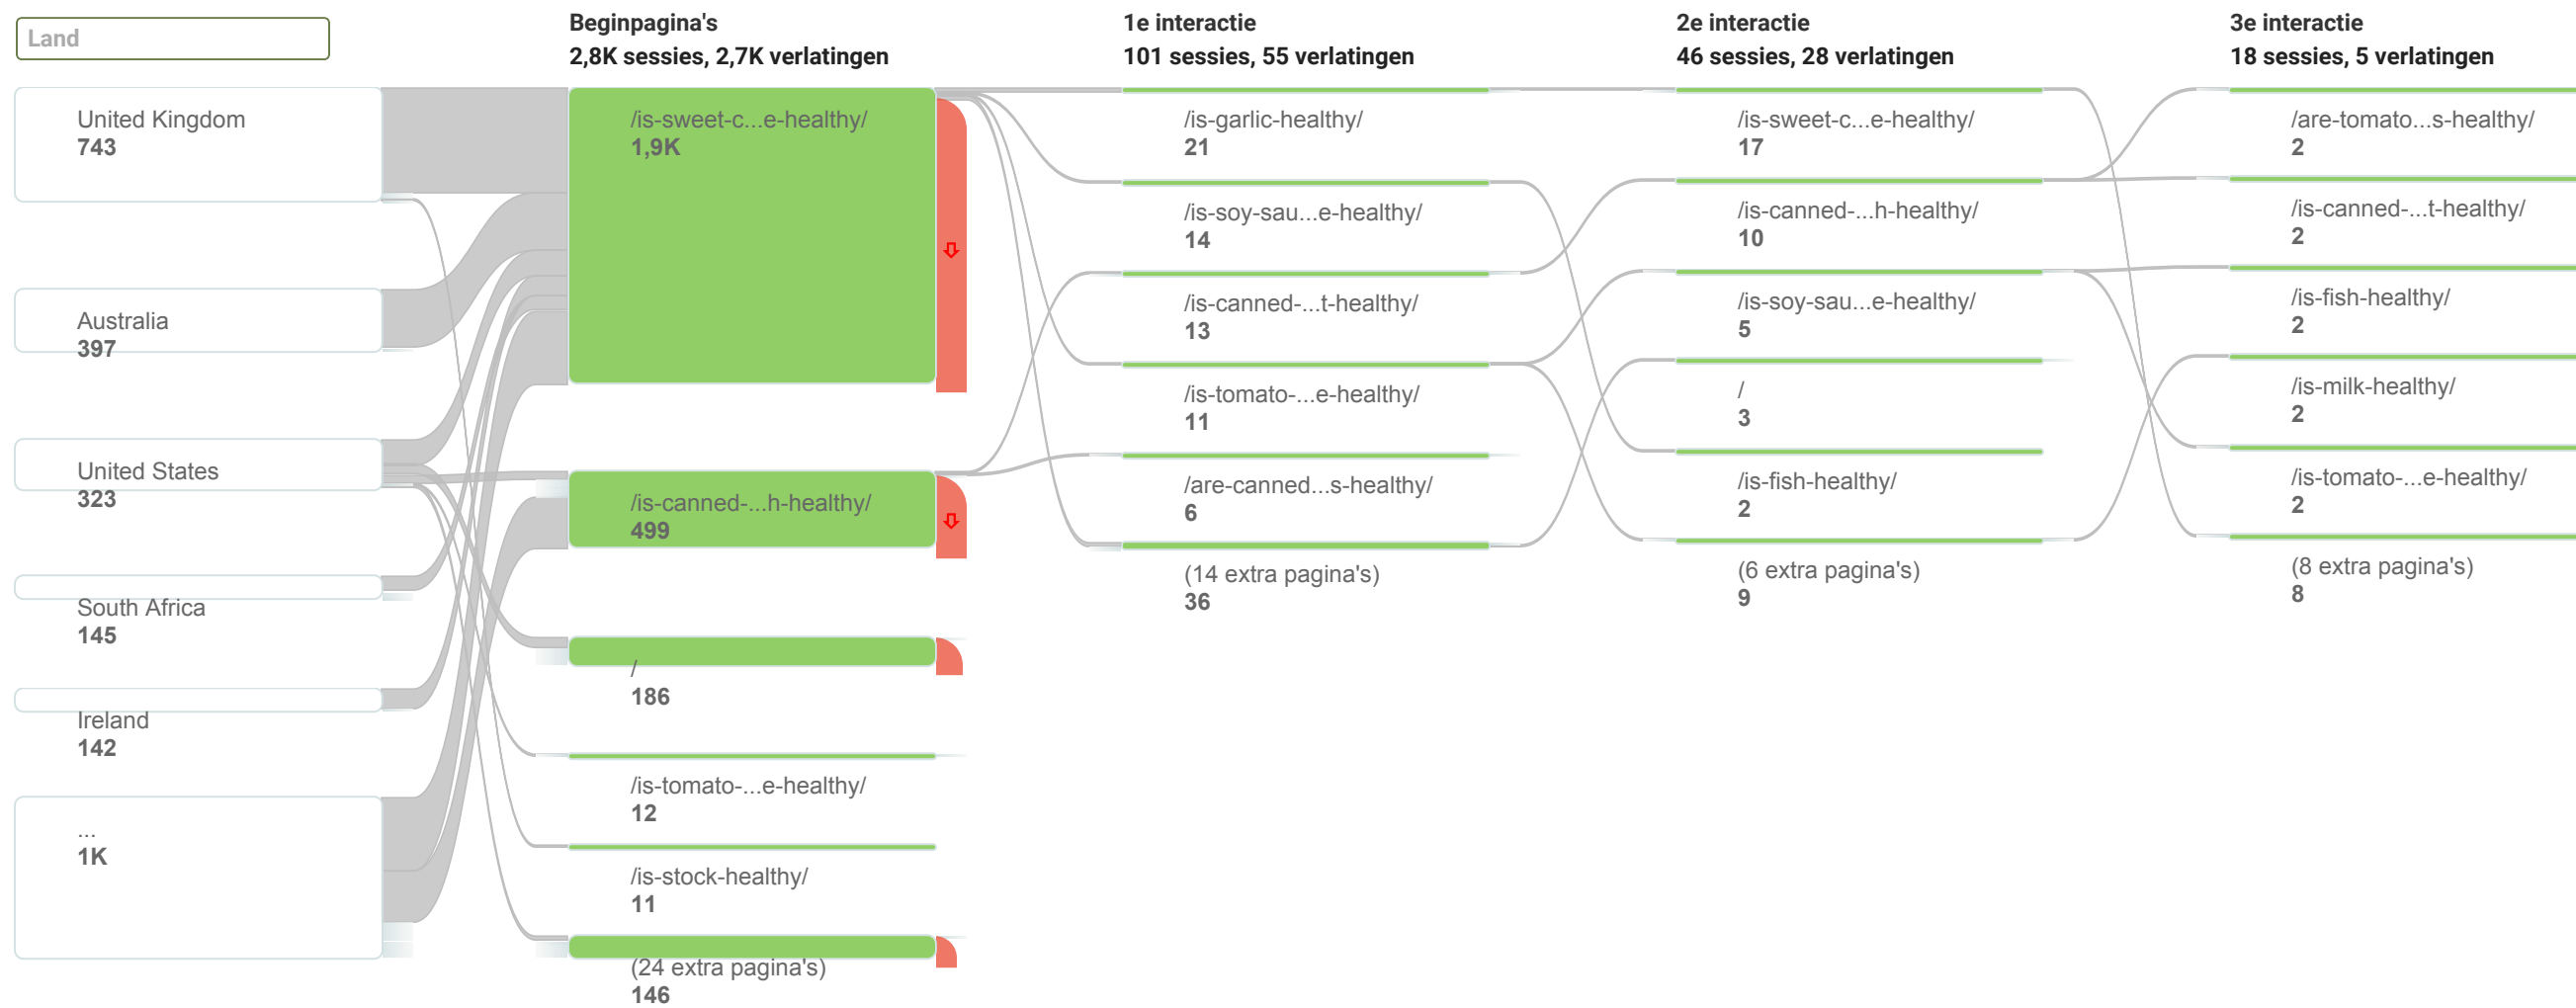 Land
United Kingdom
743
Australia
397
United States
323
South Africa
145
Ireland
142
...
1K
Beginpagina's
2,8K sessies, 2,7K verlatingen
/is-sweet-c...e-healthy/
1,9K
/is-canned-...h-healthy/
499
/
186
/is-tomato-...e-healthy/
12
/is-stock-healthy/
11
(24 extra pagina's)
146
1e interactie
101 sessies, 55 verlatingen
/is-garlic-healthy/
21
/is-soy-sau...e-healthy/
14
/is-canned-...t-healthy/
13
/is-tomato-...e-healthy/
11
/are-canned...s-healthy/
6
(14 extra pagina's)
36
2e interactie
46 sessies, 28 verlatingen
/is-sweet-c...e-healthy/
17
/is-canned-...h-healthy/
10
/is-soy-sau...e-healthy/
5
/
3
/is-fish-healthy/
2
(6 extra pagina's)
9
3e interactie
18 sessies, 5 verlatingen
/are-tomato...s-healthy/
2
/is-canned-...t-healthy/
2
/is-fish-healthy/
2
/is-milk-healthy/
2
/is-tomato-...e-healthy/
2
(8 extra pagina's)
8